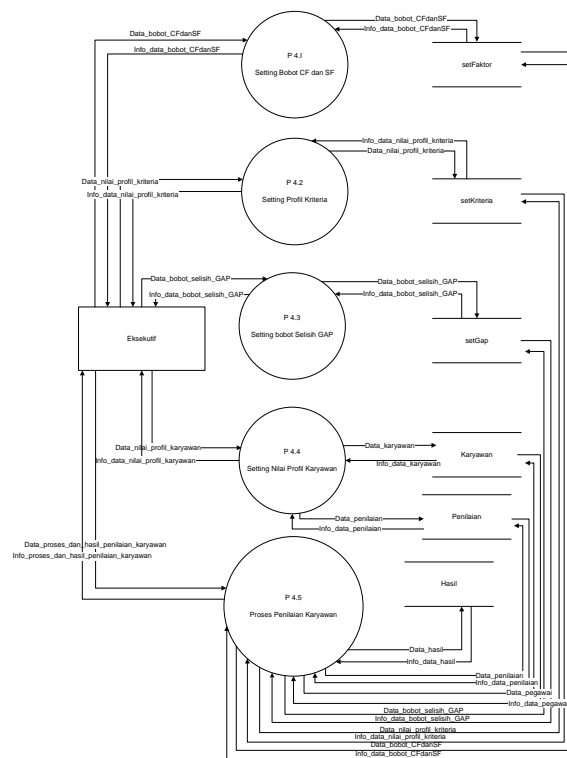 Data_bobot_CFdanSF
Info_data_bobot_CFdanSF
P 4.I
Setting Bobot CF dan SF
Data_bobot_CFdanSF
Info_data_bobot_CFdanSF
setFaktor
Data_nilai_profil_kriteria
Info_data_nilai_profil_kriteria
P 4.2
Setting Profil Kriteria
Info_data_nilai_profil_kriteria
Data_nilai_profil_kriteria
setKriteria
Data_bobot_selisih_GAP
Info_data_bobot_selisih_GAP
P 4.3
Setting bobot Selisih GAP
Data_bobot_selisih_GAP
Info_data_bobot_selisih_GAP
setGap
Eksekutif
Data_nilai_profil_karyawan
Info_data_nilai_profil_karyawan
P 4.4
Setting Nilai Profil Karyawan
Data_karyawan
Info_data_karyawan
Karyawan
Data_penilaian
Info_data_penilaian
Penilaian
Data_proses_dan_hasil_penilaian_karyawan
Info_proses_dan_hasil_penilaian_karyawan
P 4.5
Proses Penilaian Karyawan
Hasil
Data_hasil
Info_data_hasil
Data_penilaian
Info_data_penilaian
Data_pegawai
Info_data_pegawai
Data_bobot_selisih_GAP
Info_data_bobot_selisih_GAP
Data_nilai_profil_kriteria
Info_data_nilai_profil_kriteria
Data_bobot_CFdanSF
Info_data_bobot_CFdanSF